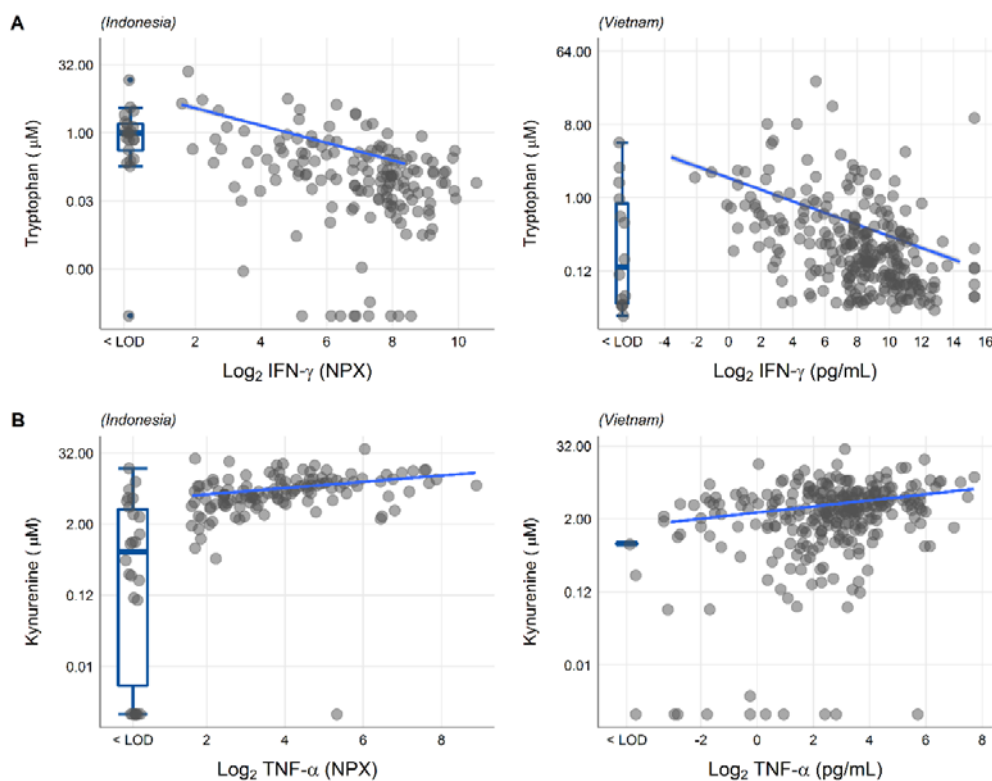 A
(Indonesia)
Tryptophan ( μM)
32.00
1.00
0.03
0.00
< LOD
2
4
6
8
10
Log₂ IFN-γ (NPX)
(Vietnam)
Tryptophan ( μM)
64.00
8.00
1.00
0.12
< LOD
-4
-2
0
2
4
6
8
10
12
14
16
Log₂ IFN-γ (pg/mL)
B
(Indonesia)
Kynurenine ( μM)
32.00
2.00
0.12
0.01
< LOD
2
4
6
8
Log₂ TNF-α (NPX)
(Vietnam)
Kynurenine ( μM)
32.00
2.00
0.12
0.01
< LOD
-2
0
2
4
6
8
Log₂ TNF-α (pg/mL)